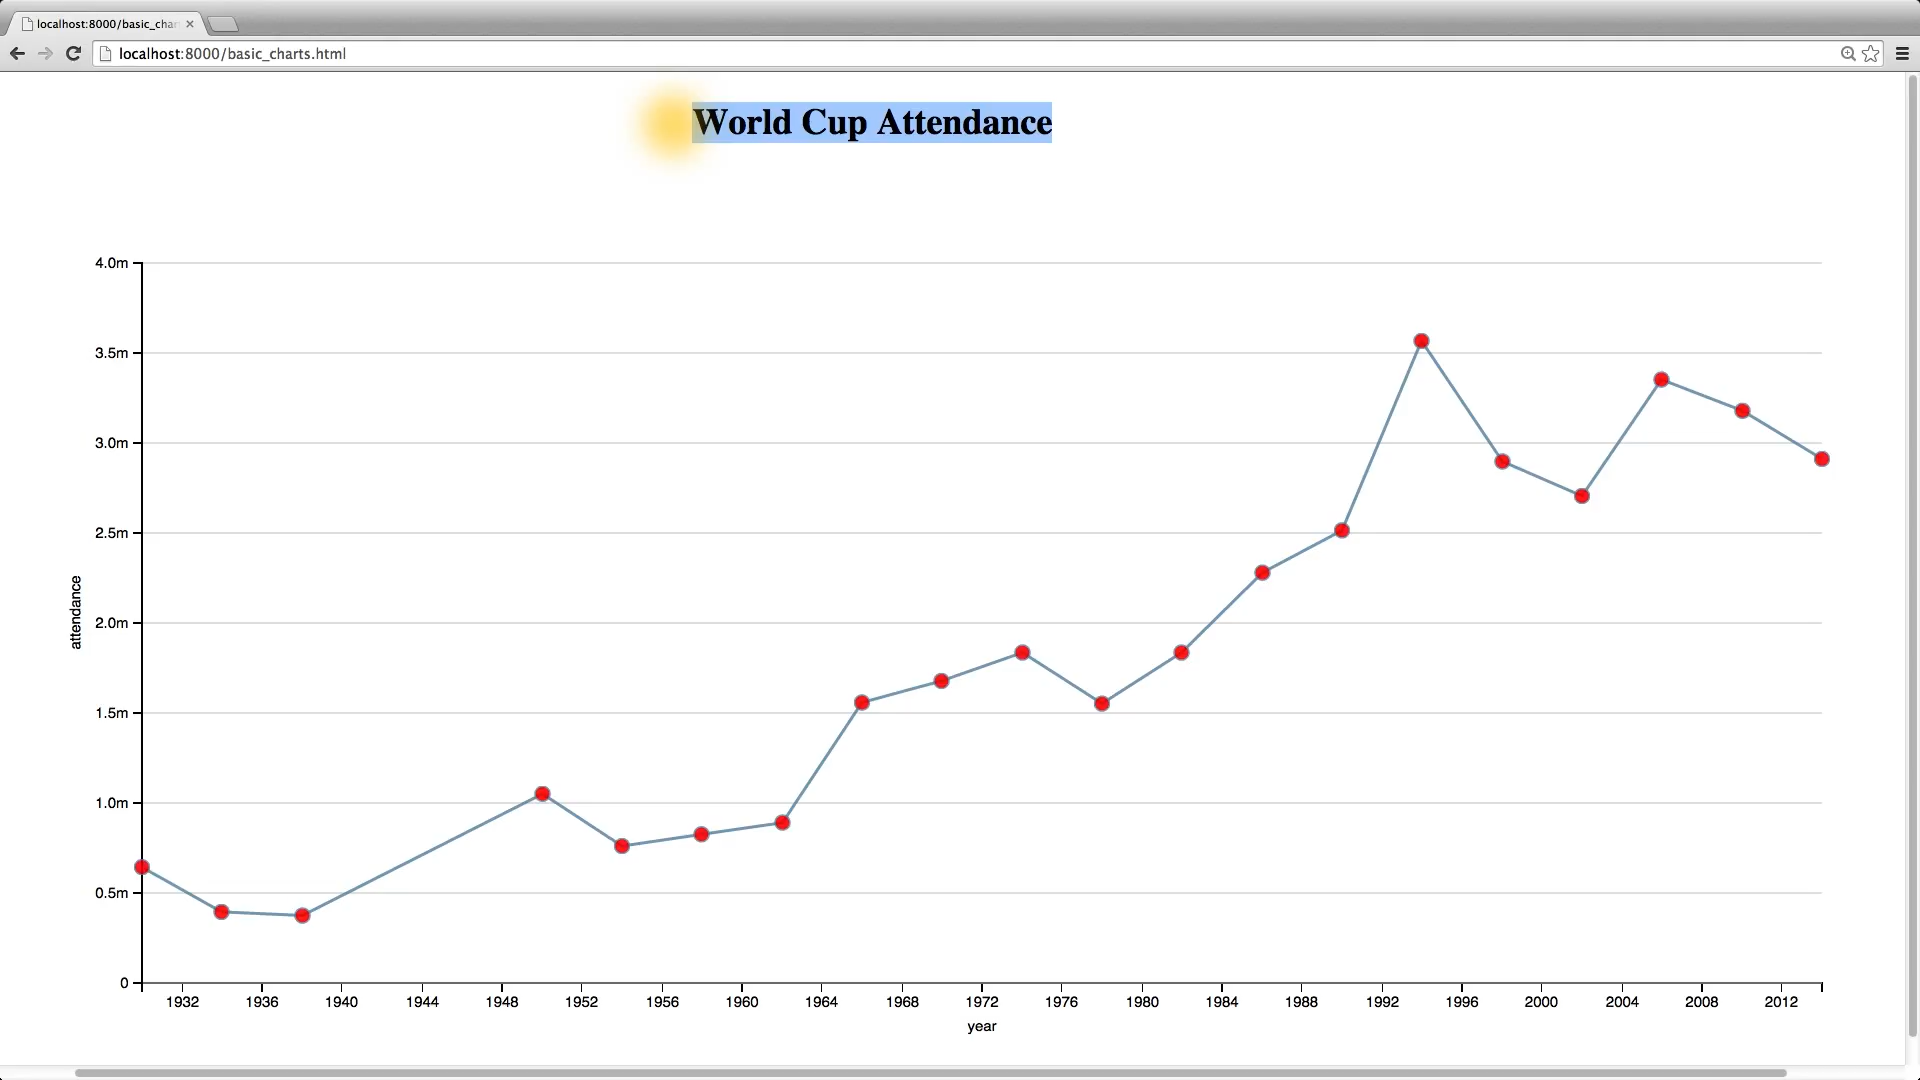 localhost:8000/basic_char
localhost:8000/basic_charts.html
World Cup Attendance
4.0m
3.5m
3.0m
2.5m
2.0m
1.5m
1.0m
0.5m
0
attendance
1932 1936 1940 1944 1948 1952 1956 1960 1964 1968 1972 1976 1980 1984 1988 1992 1996 2000 2004 2008 2012
year